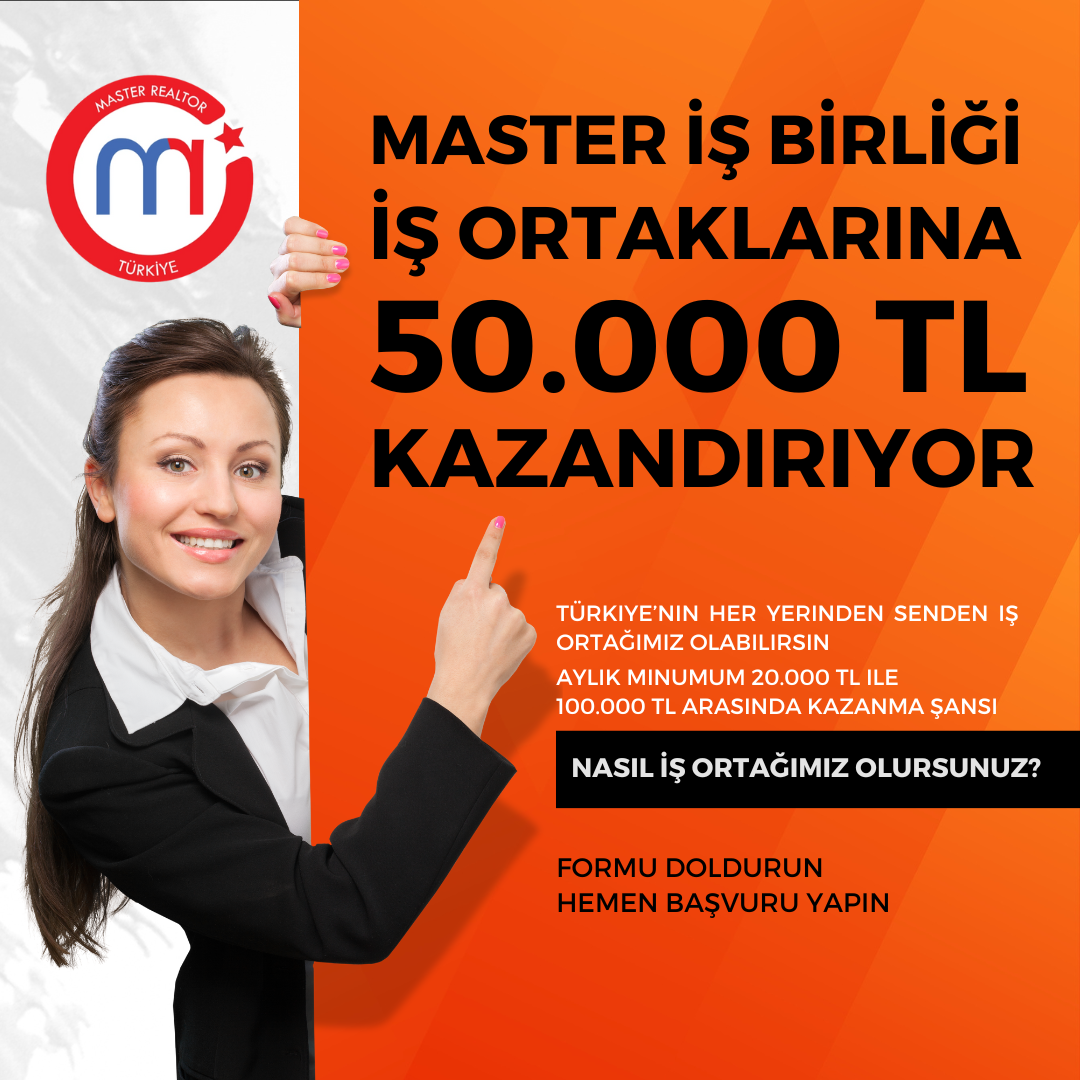 MASTER REALTOR
TÜRKİYE
MASTER İŞ BİRLİĞİ
İŞ ORTAKLARINA
50.000 TL
KAZANDIRIYOR
TÜRKIYE'NIN HER YERINDEN SENDEN IŞ
ORTAĞIMIZ OLABILIRSIN
AYLIK MINUMUM 20.000 TL ILE
100.000 TL ARASINDA KAZANMA ŞANSI
NASIL İŞ ORTAĞIMIZ OLURSUNUZ?
FORMU DOLDURUN
HEMEN BAŞVURU YAPIN